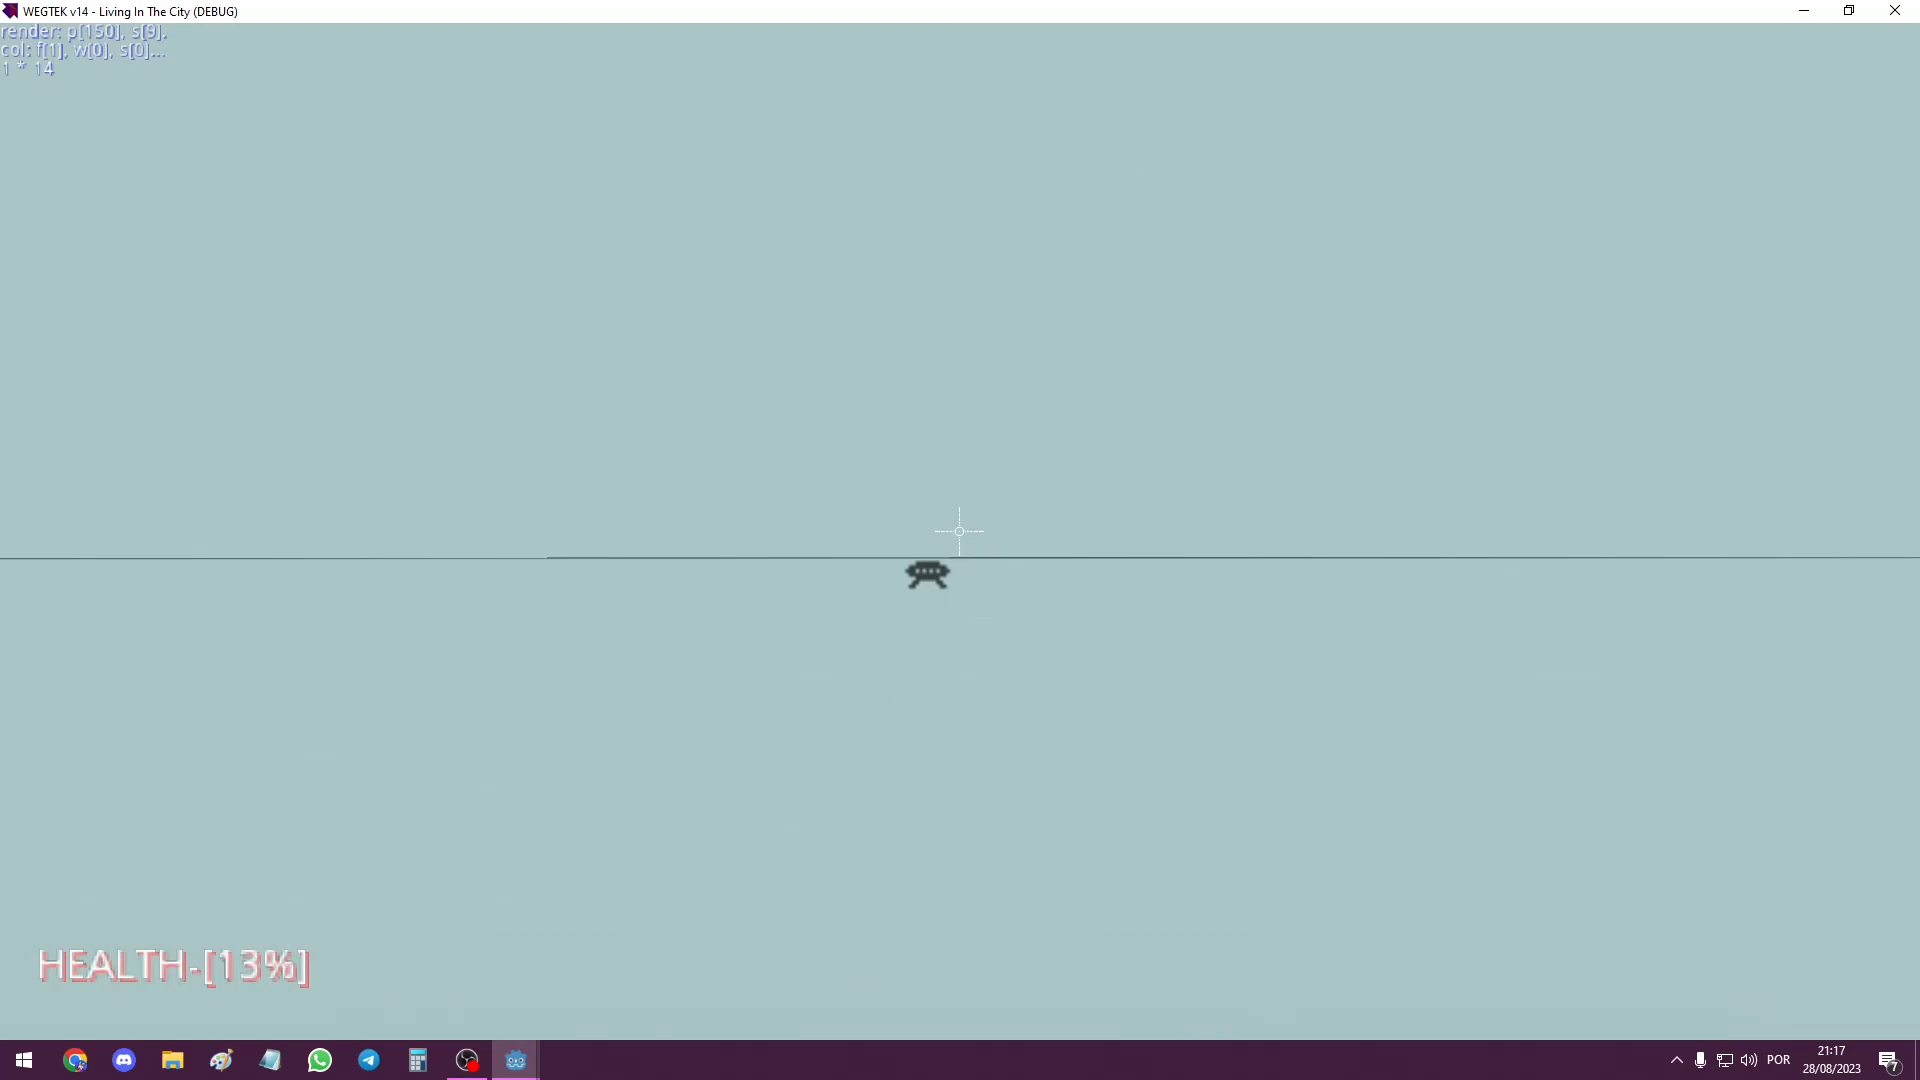 WEGTEK v14 - Living In The City (DEBUG)
render: p[150], s[9].
col: f[1], w[0], s[0]...
1 * 14
HEALTH-[13%]
POR
21:17
28/08/2023
7